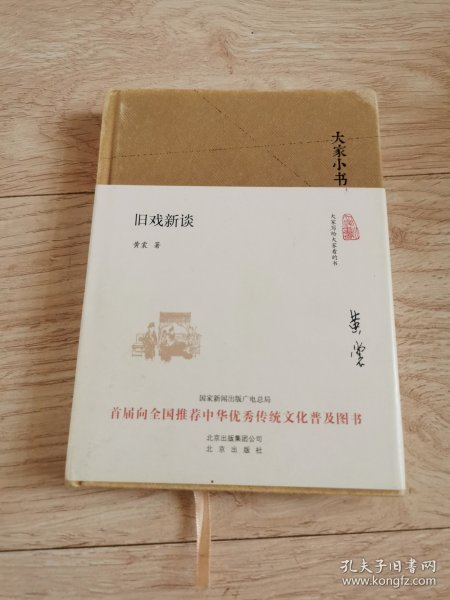 大家小书
大家写给大家看的书
旧戏新谈
黄裳 著
黄裳
国家新闻出版广电总局
首届向全国推荐中华优秀传统文化普及图书
北京出版集团公司
北京出版社
孔夫子旧书网
www.kongfz.com